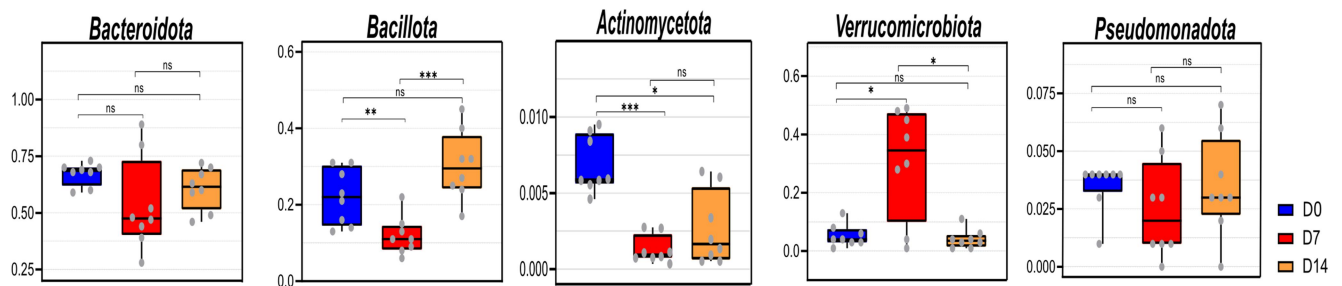 Bacteroidota
ns
ns
ns
1.00
0.75
0.50
0.25
Bacillota
***
ns
**
0.6
0.4
0.2
0.0
Actinomycetota
ns
*
***
0.010
0.005
0.000
Verrucomicrobiota
*
ns
*
0.6
0.4
0.2
0.0
Pseudomonadota
ns
ns
ns
0.075
0.050
0.025
0.000
D0
D7
D14